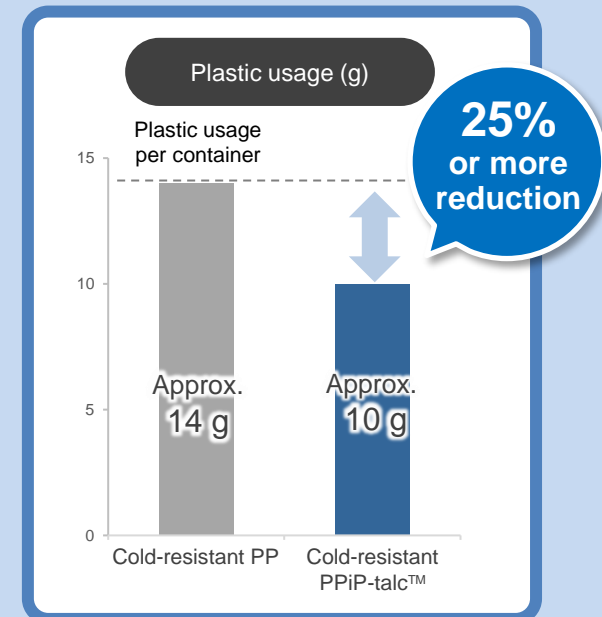 Plastic usage (g)
25%
or more
reduction
Plastic usage
per container
15
10
5
0
Approx.
14 g
Approx.
10 g
Cold-resistant PP
Cold-resistant
PPiP-talc™